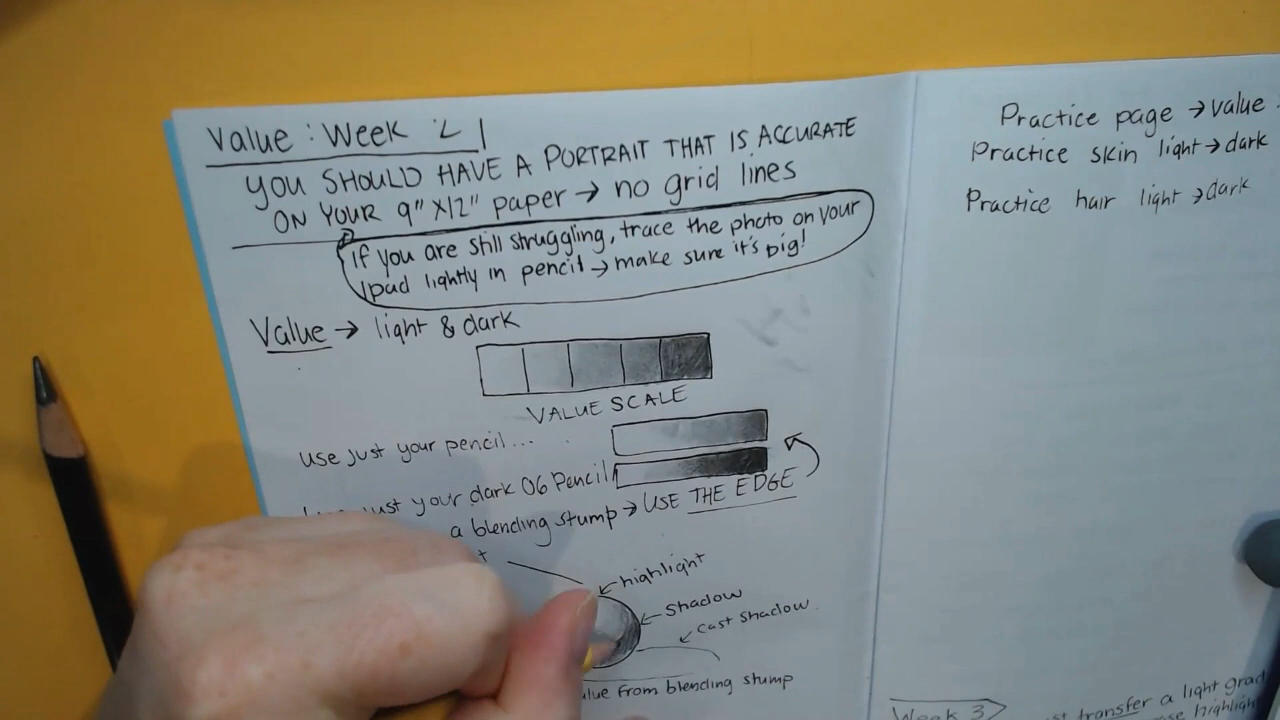 Value: Week 1
YOU SHOULD HAVE A PORTRAIT THAT IS ACCURATE
ON YOUR 9" X12" paper → no grid lines
If you are still struggling, trace the photo on your
ipad lightly in pencil → make sure it's big!
Value → light & dark
VALUE SCALE
Use just your pencil...
just your dark 06 Pencil
a blending stump → USE THE EDGE
highlight
Shadow
cast shadow
from blending stump
Practice page → value
Practice skin light → dark
Practice hair light → dark
Week 3
transfer a light